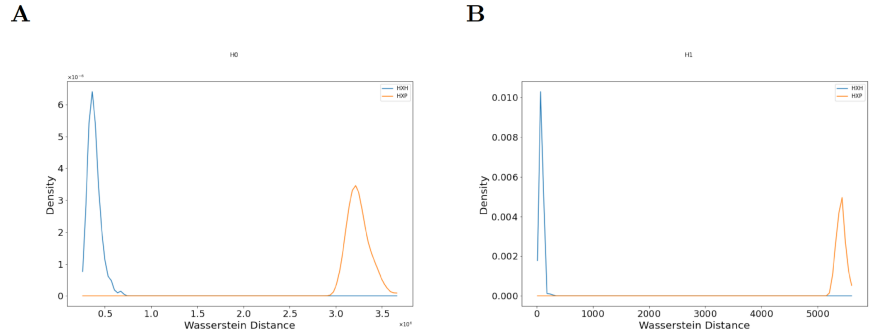 A
H0
×10⁻⁶
HXH
HXP
6
5
4
3
2
1
0
Density
0.5 1.0 1.5 2.0 2.5 3.0 3.5
Wasserstein Distance
B
H1
HXH
HXP
0.010
0.008
0.006
0.004
0.002
0.000
Density
0 1000 2000 3000 4000 5000
Wasserstein Distance